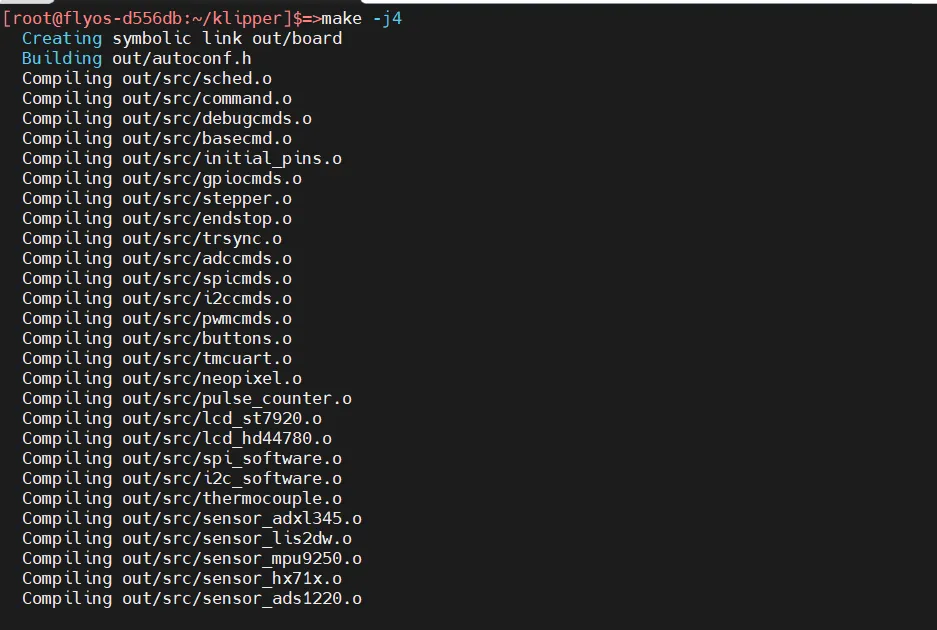 [root@flyos-d556db:~/klipper]$=>make -j4
Creating symbolic link out/board
Building out/autoconf.h
Compiling out/src/sched.o
Compiling out/src/command.o
Compiling out/src/debugcmds.o
Compiling out/src/basecmd.o
Compiling out/src/initial_pins.o
Compiling out/src/gpiocmds.o
Compiling out/src/stepper.o
Compiling out/src/endstop.o
Compiling out/src/trsync.o
Compiling out/src/adccmds.o
Compiling out/src/spicmds.o
Compiling out/src/i2ccmds.o
Compiling out/src/pwmcmds.o
Compiling out/src/buttons.o
Compiling out/src/tmcuart.o
Compiling out/src/neopixel.o
Compiling out/src/pulse_counter.o
Compiling out/src/lcd_st7920.o
Compiling out/src/lcd_hd44780.o
Compiling out/src/spi_software.o
Compiling out/src/i2c_software.o
Compiling out/src/thermocouple.o
Compiling out/src/sensor_adxl345.o
Compiling out/src/sensor_lis2dw.o
Compiling out/src/sensor_mpu9250.o
Compiling out/src/sensor_hx71x.o
Compiling out/src/sensor_ads1220.o